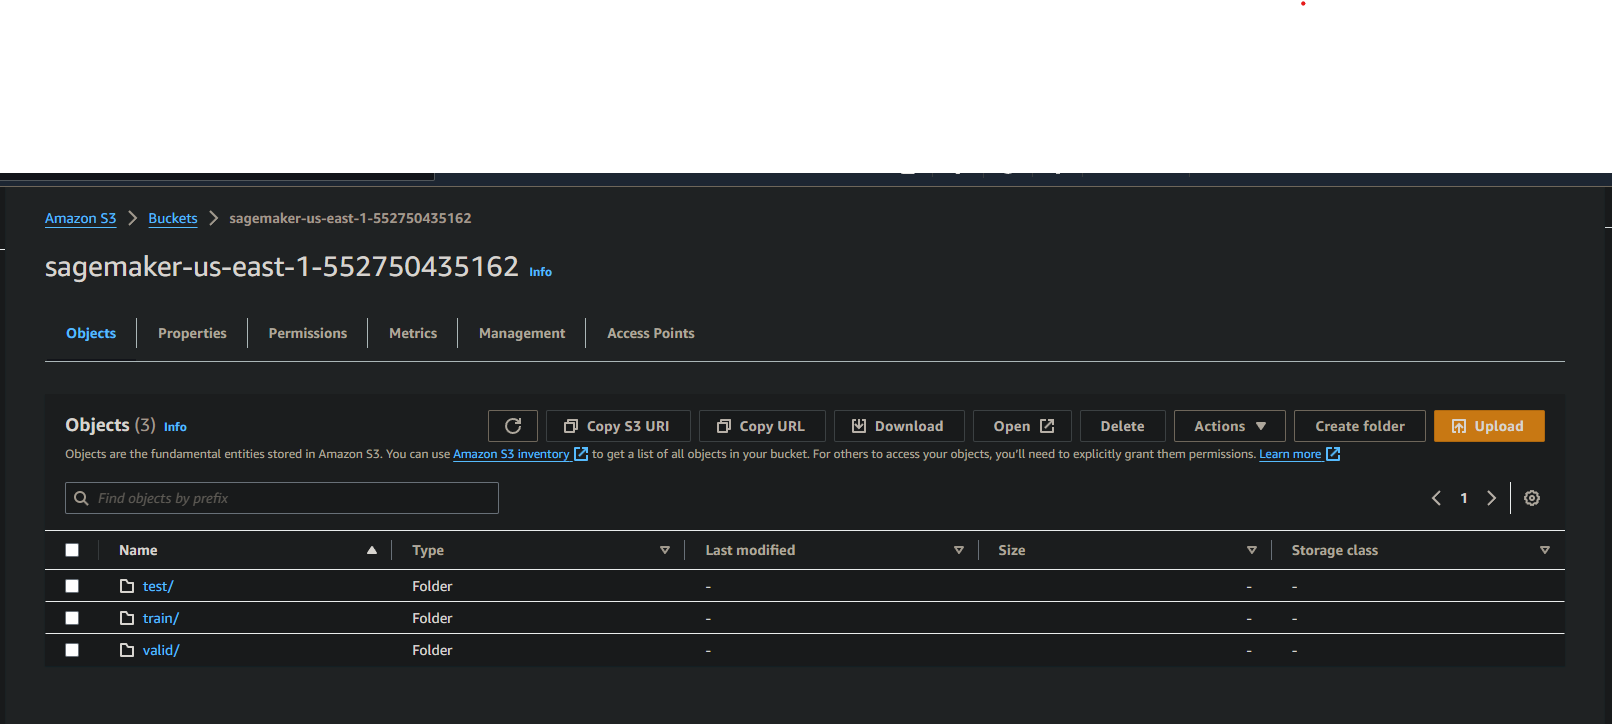 Amazon S3 > Buckets > sagemaker-us-east-1-552750435162
sagemaker-us-east-1-552750435162 Info
Objects Properties Permissions Metrics Management Access Points
Objects (3) Info Copy S3 URI Copy URL Download Open Delete Actions Create folder Upload
Objects are the fundamental entities stored in Amazon S3. You can use Amazon S3 inventory to get a list of all objects in your bucket. For others to access your objects, you'll need to explicitly grant them permissions. Learn more
Find objects by prefix 1
Name Type Last modified Size Storage class
test/ Folder - - -
train/ Folder - - -
valid/ Folder - - -